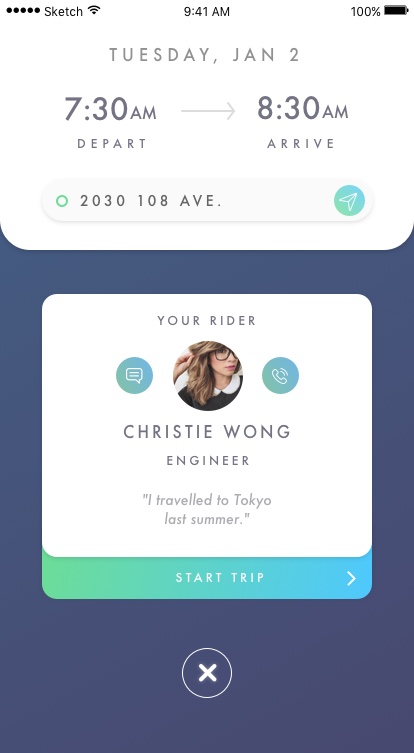 Sketch 9:41 AM 100%
TUESDAY, JAN 2
7:30AM 8:30AM
DEPART ARRIVE
2030 108 AVE.
YOUR RIDER
CHRISTIE WONG
ENGINEER
"I travelled to Tokyo
last summer."
START TRIP